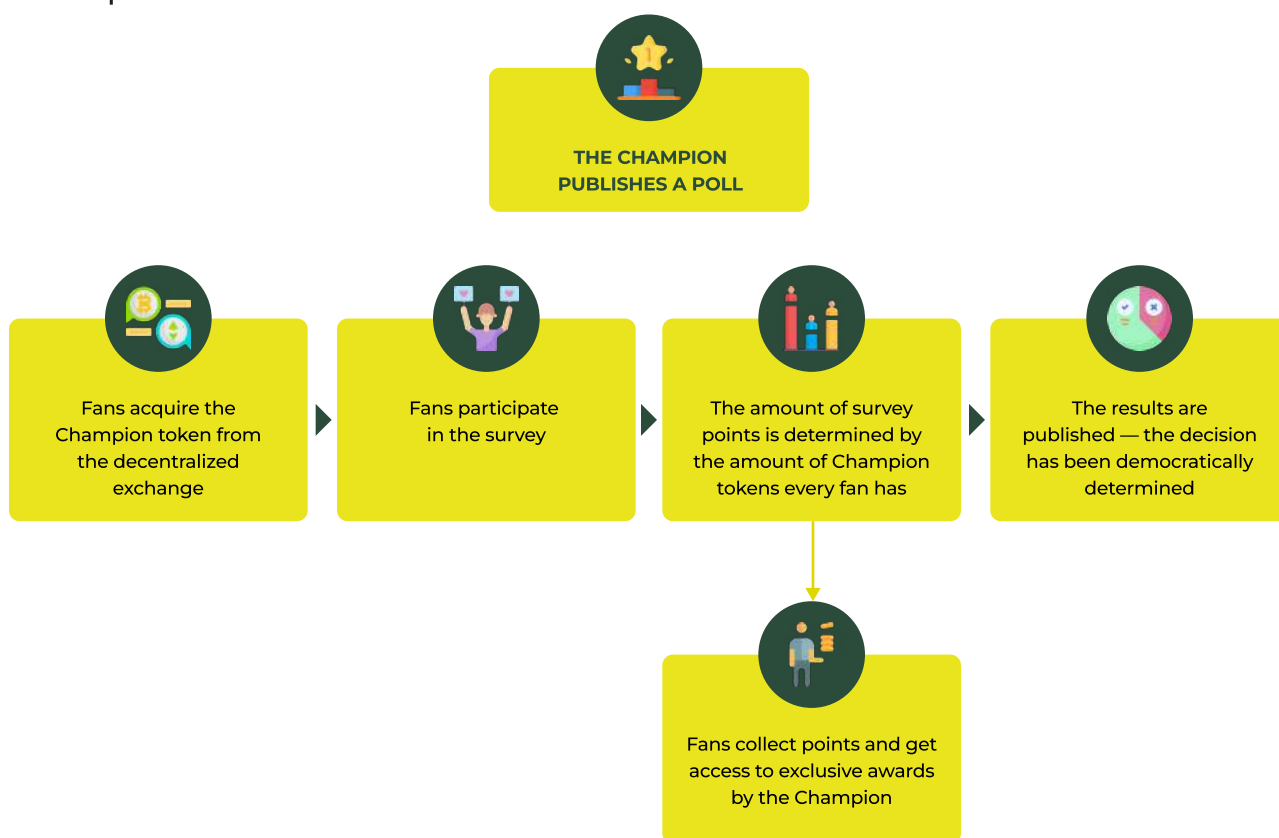 THE CHAMPION
PUBLISHES A POLL
Fans acquire the
Champion token from
the decentralized
exchange
Fans participate
in the survey
The amount of survey
points is determined by
the amount of Champion
tokens every fan has
The results are
published — the decision
has been democratically
determined
Fans collect points and get
access to exclusive awards
by the Champion